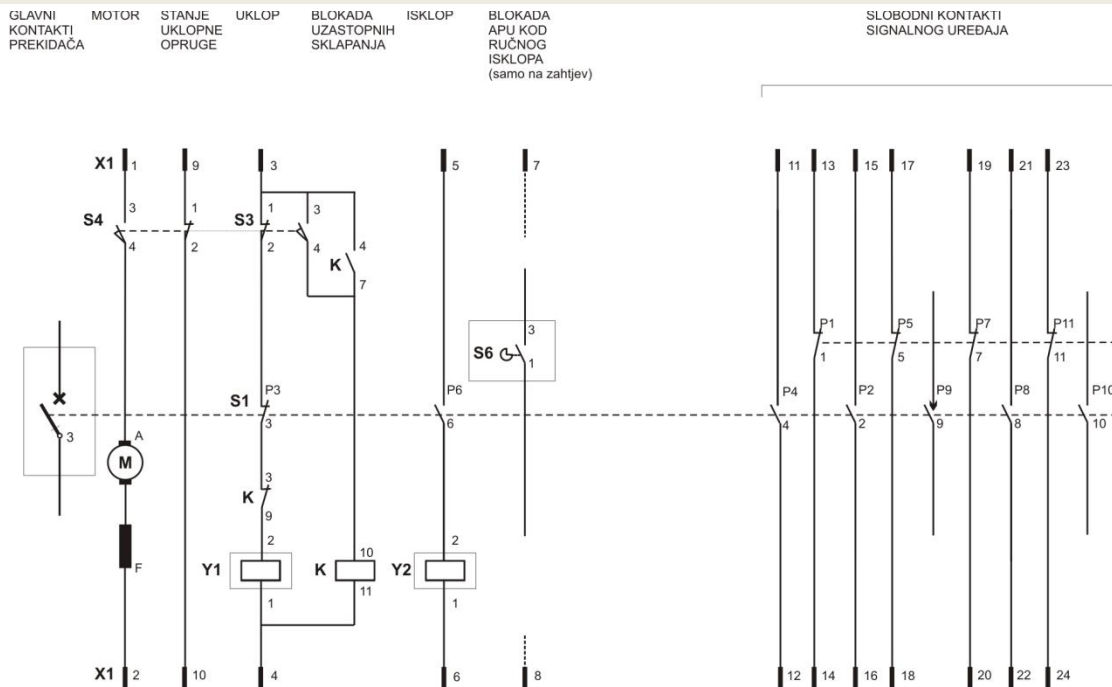 GLAVNI
KONTAKTI
PREKIDAČA
MOTOR
STANJE
UKLOPNE
OPRUGE
UKLOP
BLOKADA
UZASTOPNIH
SKLAPANJA
ISKLOP
BLOKADA
APU KOD
RUČNOG
ISKLOPA
(samo na zahtjev)
SLOBODNI KONTAKTI
SIGNALNOG UREĐAJA
X1 1 9 3 5 7 11 13 15 17 19 21 23
3 1 1 3
S4 S3
4 2 2 4 4
K
7
P1 P5 P7 P11
3
S6
1 1 5 7 11
P3 P6 P4 P2 P9 P8 P10
S1
3 3 6 4 2 9 8 10
A
M
3
K
9
F
2 10 2
Y1 K Y2
1 11 1
X1 2 10 4 6 8 12 14 16 18 20 22 24